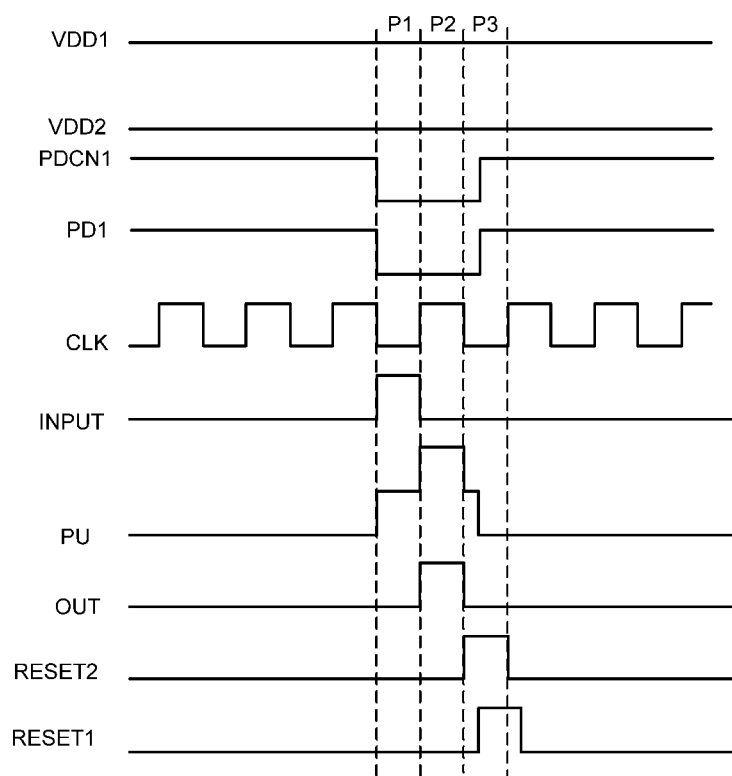 P1 P2 P3
VDD1
VDD2
PDCN1
PD1
CLK
INPUT
PU
OUT
RESET2
RESET1